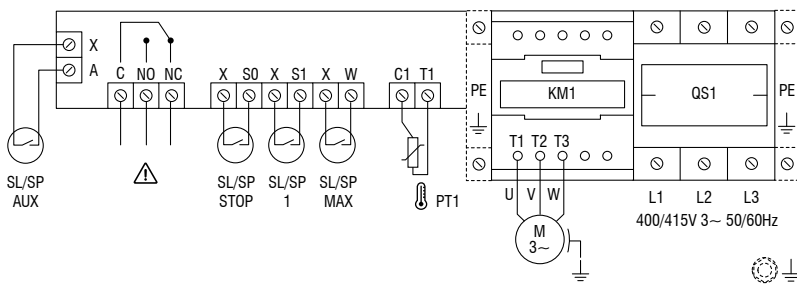 X
A
C NO NC
X S0 X S1 X W
C1 T1
PE
KM1
QS1
PE
T1 T2 T3
U V W
M
3~
L1 L2 L3
400/415V 3~ 50/60Hz
SL/SP
AUX
SL/SP
STOP
SL/SP
1
SL/SP
MAX
PT1